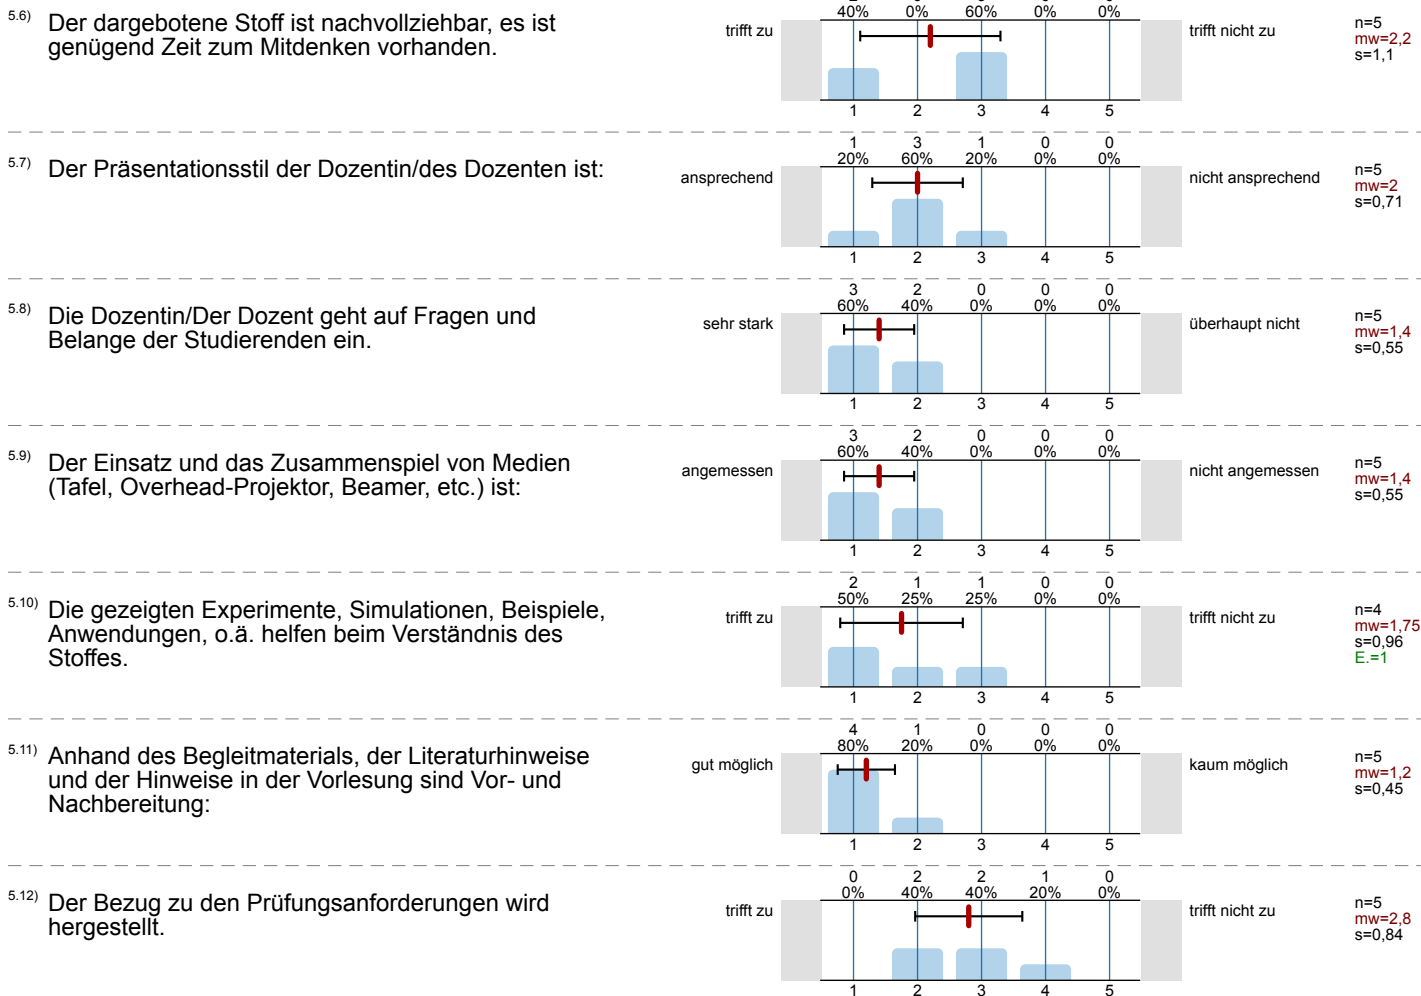 5.6) Der dargebotene Stoff ist nachvollziehbar, es ist
genügend Zeit zum Mitdenken vorhanden.
40% 0% 60% 0% 0%
trifft zu
trifft nicht zu
n=5
mw=2,2
s=1,1
1 2 3 4 5
5.7) Der Präsentationsstil der Dozentin/des Dozenten ist:
1 3 1 0 0
20% 60% 20% 0% 0%
ansprechend
nicht ansprechend
n=5
mw=2
s=0,71
1 2 3 4 5
5.8) Die Dozentin/Der Dozent geht auf Fragen und
Belange der Studierenden ein.
3 2 0 0 0
60% 40% 0% 0% 0%
sehr stark
überhaupt nicht
n=5
mw=1,4
s=0,55
1 2 3 4 5
5.9) Der Einsatz und das Zusammenspiel von Medien
(Tafel, Overhead-Projektor, Beamer, etc.) ist:
3 2 0 0 0
60% 40% 0% 0% 0%
angemessen
nicht angemessen
n=5
mw=1,4
s=0,55
1 2 3 4 5
5.10) Die gezeigten Experimente, Simulationen, Beispiele,
Anwendungen, o.ä. helfen beim Verständnis des
Stoffes.
2 1 1 0 0
50% 25% 25% 0% 0%
trifft zu
trifft nicht zu
n=4
mw=1,75
s=0,96
E.=1
1 2 3 4 5
5.11) Anhand des Begleitmaterials, der Literaturhinweise
und der Hinweise in der Vorlesung sind Vor- und
Nachbereitung:
4 1 0 0 0
80% 20% 0% 0% 0%
gut möglich
kaum möglich
n=5
mw=1,2
s=0,45
1 2 3 4 5
5.12) Der Bezug zu den Prüfungsanforderungen wird
hergestellt.
0 2 2 1 0
0% 40% 40% 20% 0%
trifft zu
trifft nicht zu
n=5
mw=2,8
s=0,84
1 2 3 4 5